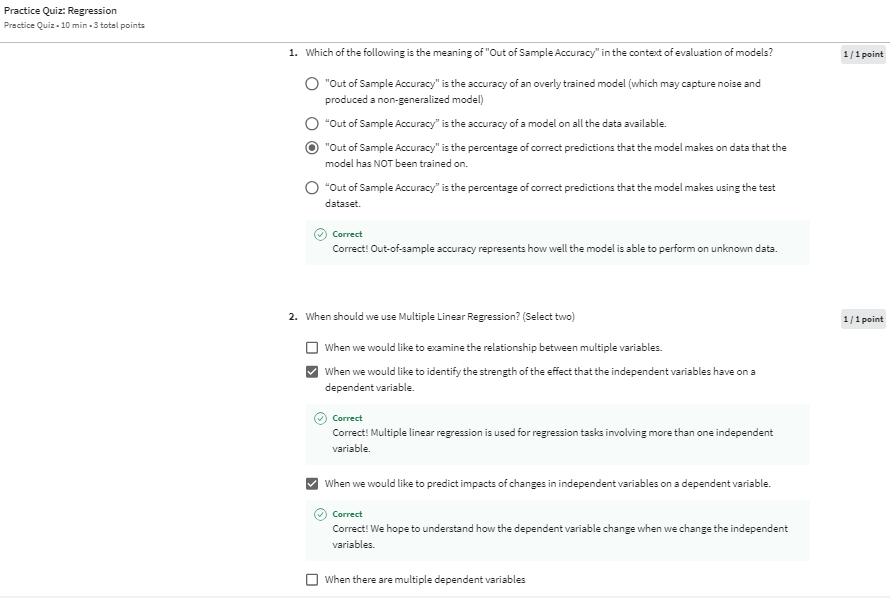 Practice Quiz: Regression
Practice Quiz • 10 min • 3 total points
1. Which of the following is the meaning of "Out of Sample Accuracy" in the context of evaluation of models?
1 / 1 point
"Out of Sample Accuracy" is the accuracy of an overly trained model (which may capture noise and
produced a non-generalized model)
"Out of Sample Accuracy" is the accuracy of a model on all the data available.
"Out of Sample Accuracy" is the percentage of correct predictions that the model makes on data that the
model has NOT been trained on.
"Out of Sample Accuracy" is the percentage of correct predictions that the model makes using the test
dataset.
Correct
Correct! Out-of-sample accuracy represents how well the model is able to perform on unknown data.
2. When should we use Multiple Linear Regression? (Select two)
1 / 1 point
When we would like to examine the relationship between multiple variables.
When we would like to identify the strength of the effect that the independent variables have on a
dependent variable.
Correct
Correct! Multiple linear regression is used for regression tasks involving more than one independent
variable.
When we would like to predict impacts of changes in independent variables on a dependent variable.
Correct
Correct! We hope to understand how the dependent variable change when we change the independent
variables.
When there are multiple dependent variables